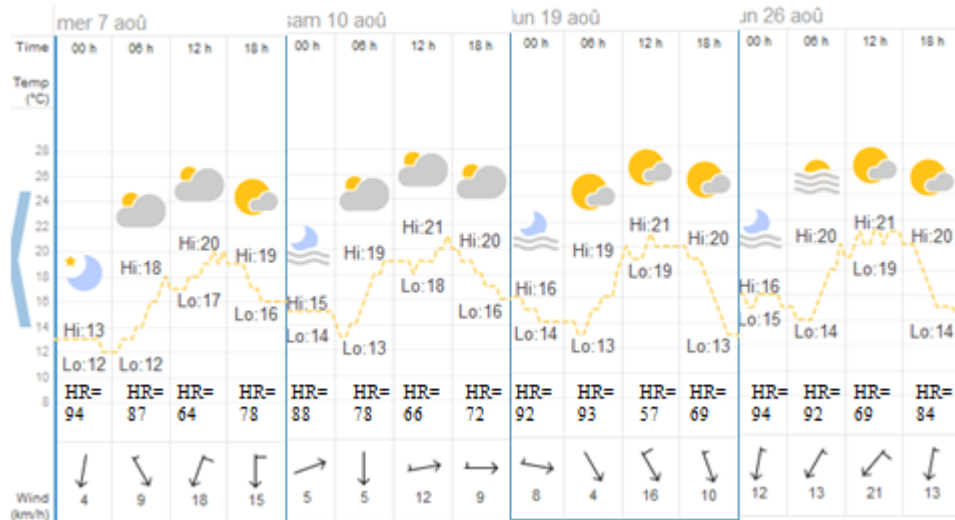 mer 7 aoû sam 10 aoû lun 19 aoû un 26 aoû
Time 00 h 06 h 12 h 18 h 00 h 06 h 12 h 18 h 00 h 06 h 12 h 18 h 00 h 06 h 12 h 18 h
Temp
(°C)
28
26
24
22
20
18
16
14
12
10
8
Hi:13 Hi:18 Hi:20 Hi:19 Hi:15 Hi:19 Hi:21 Hi:20 Hi:16 Hi:19 Hi:21 Hi:20 Hi:16 Hi:20 Hi:21 Hi:20
Lo:12 Lo:12 Lo:17 Lo:16 Lo:14 Lo:13 Lo:18 Lo:16 Lo:14 Lo:13 Lo:19 Lo:13 Lo:15 Lo:14 Lo:19 Lo:14
HR= HR= HR= HR= HR= HR= HR= HR= HR= HR= HR= HR= HR= HR= HR= HR=
94 87 64 78 88 78 66 72 92 93 57 69 94 92 69 84
Wind 4 9 18 15 5 5 12 9 8 4 16 10 12 13 21 13
(km/h)